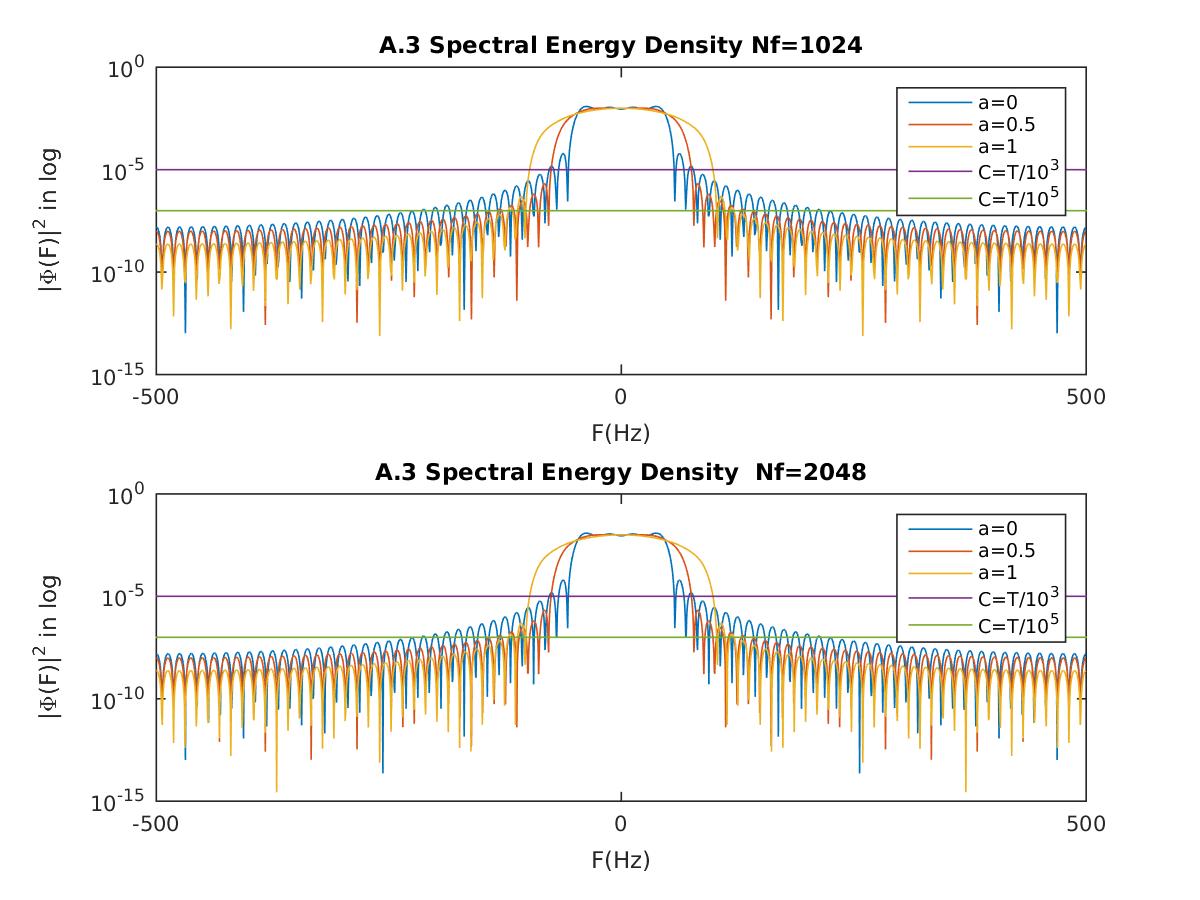 A.3 Spectral Energy Density Nf=1024
10^0
10^-5
10^-10
10^-15
|Φ(F)|^2 in log
a=0
a=0.5
a=1
C=T/10^3
C=T/10^5
-500 0 500
F(Hz)
A.3 Spectral Energy Density  Nf=2048
10^0
10^-5
10^-10
10^-15
|Φ(F)|^2 in log
a=0
a=0.5
a=1
C=T/10^3
C=T/10^5
-500 0 500
F(Hz)